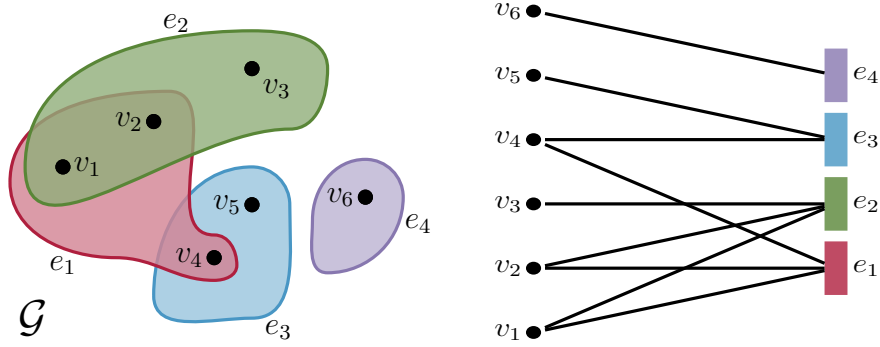 e₂
v₃
v₂
v₁
v₅
v₆
e₄
v₄
e₁
e₃
𝒢
v₆
v₅
v₄
v₃
v₂
v₁
e₄
e₃
e₂
e₁